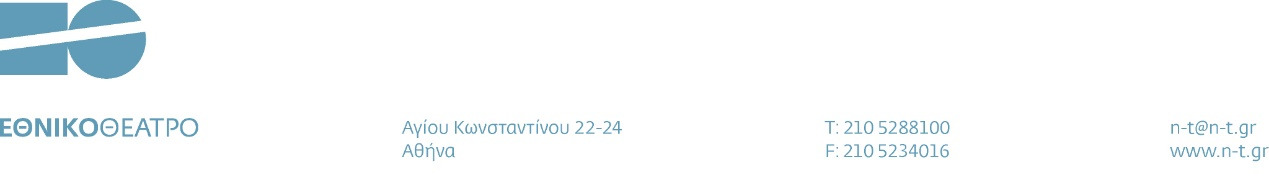 ΕΘΝΙΚΟΘΕΑΤΡΟ
Αγίου Κωνσταντίνου 22-24
Αθήνα
T: 210 5288100
F: 210 5234016
n-t@n-t.gr
www.n-t.gr